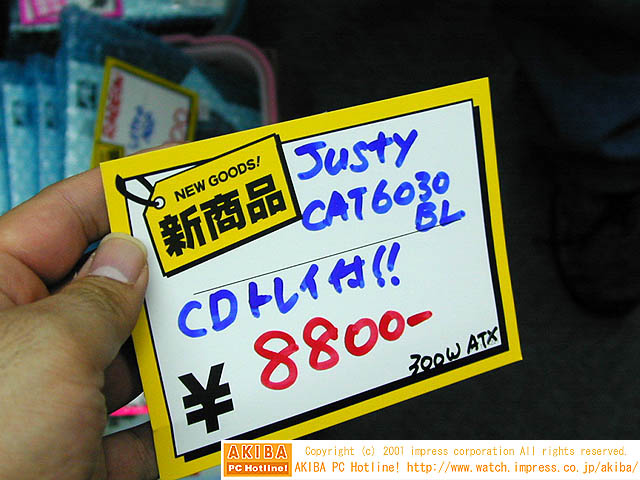 NEW GOODS!
新商品
Justy
CAT6030
BL
CDトレイ付!!
¥ 8800-
300W ATX
AKIBA
PC Hotline!
Copyright (c) 2001 impress corporation All rights reserved.
AKIBA PC Hotline! http://www.watch.impress.co.jp/akiba/